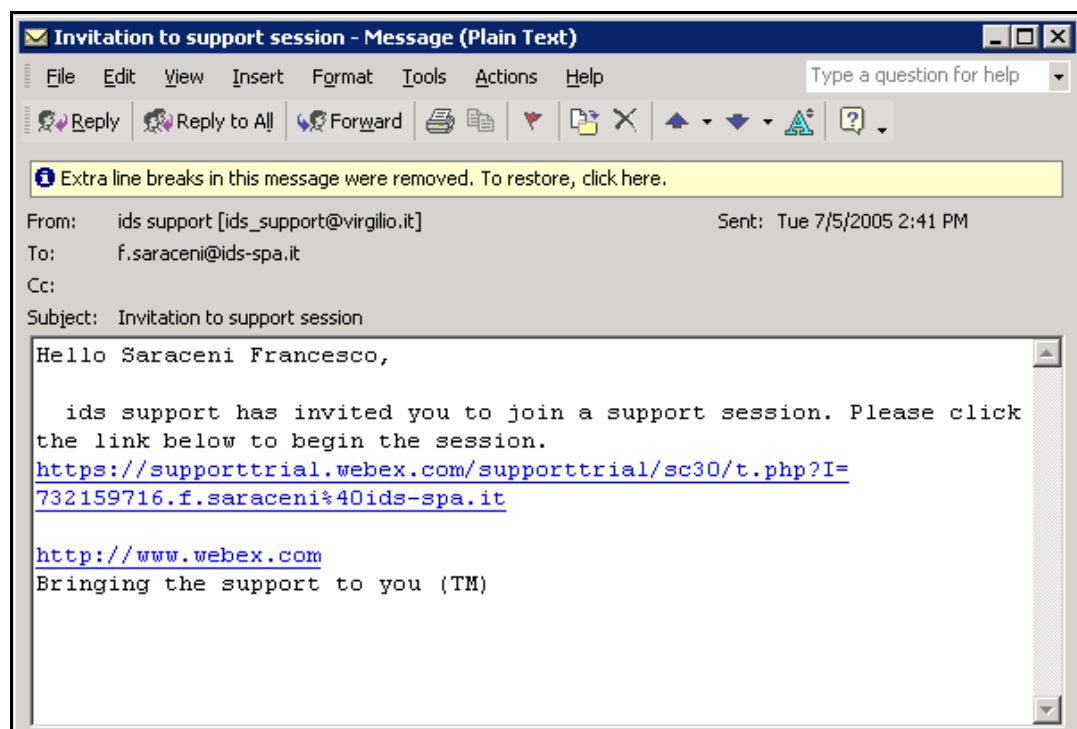 Invitation to support session - Message (Plain Text)
File Edit View Insert Format Tools Actions Help Type a question for help
Reply Reply to All Forward
Extra line breaks in this message were removed. To restore, click here.
From: ids support [ids_support@virgilio.it] Sent: Tue 7/5/2005 2:41 PM
To: f.saraceni@ids-spa.it
Cc:
Subject: Invitation to support session
Hello Saraceni Francesco,
ids support has invited you to join a support session. Please click
the link below to begin the session.
https://supporttrial.webex.com/supporttrial/sc30/t.php?I=
732159716.f.saraceni%40ids-spa.it
http://www.webex.com
Bringing the support to you (TM)